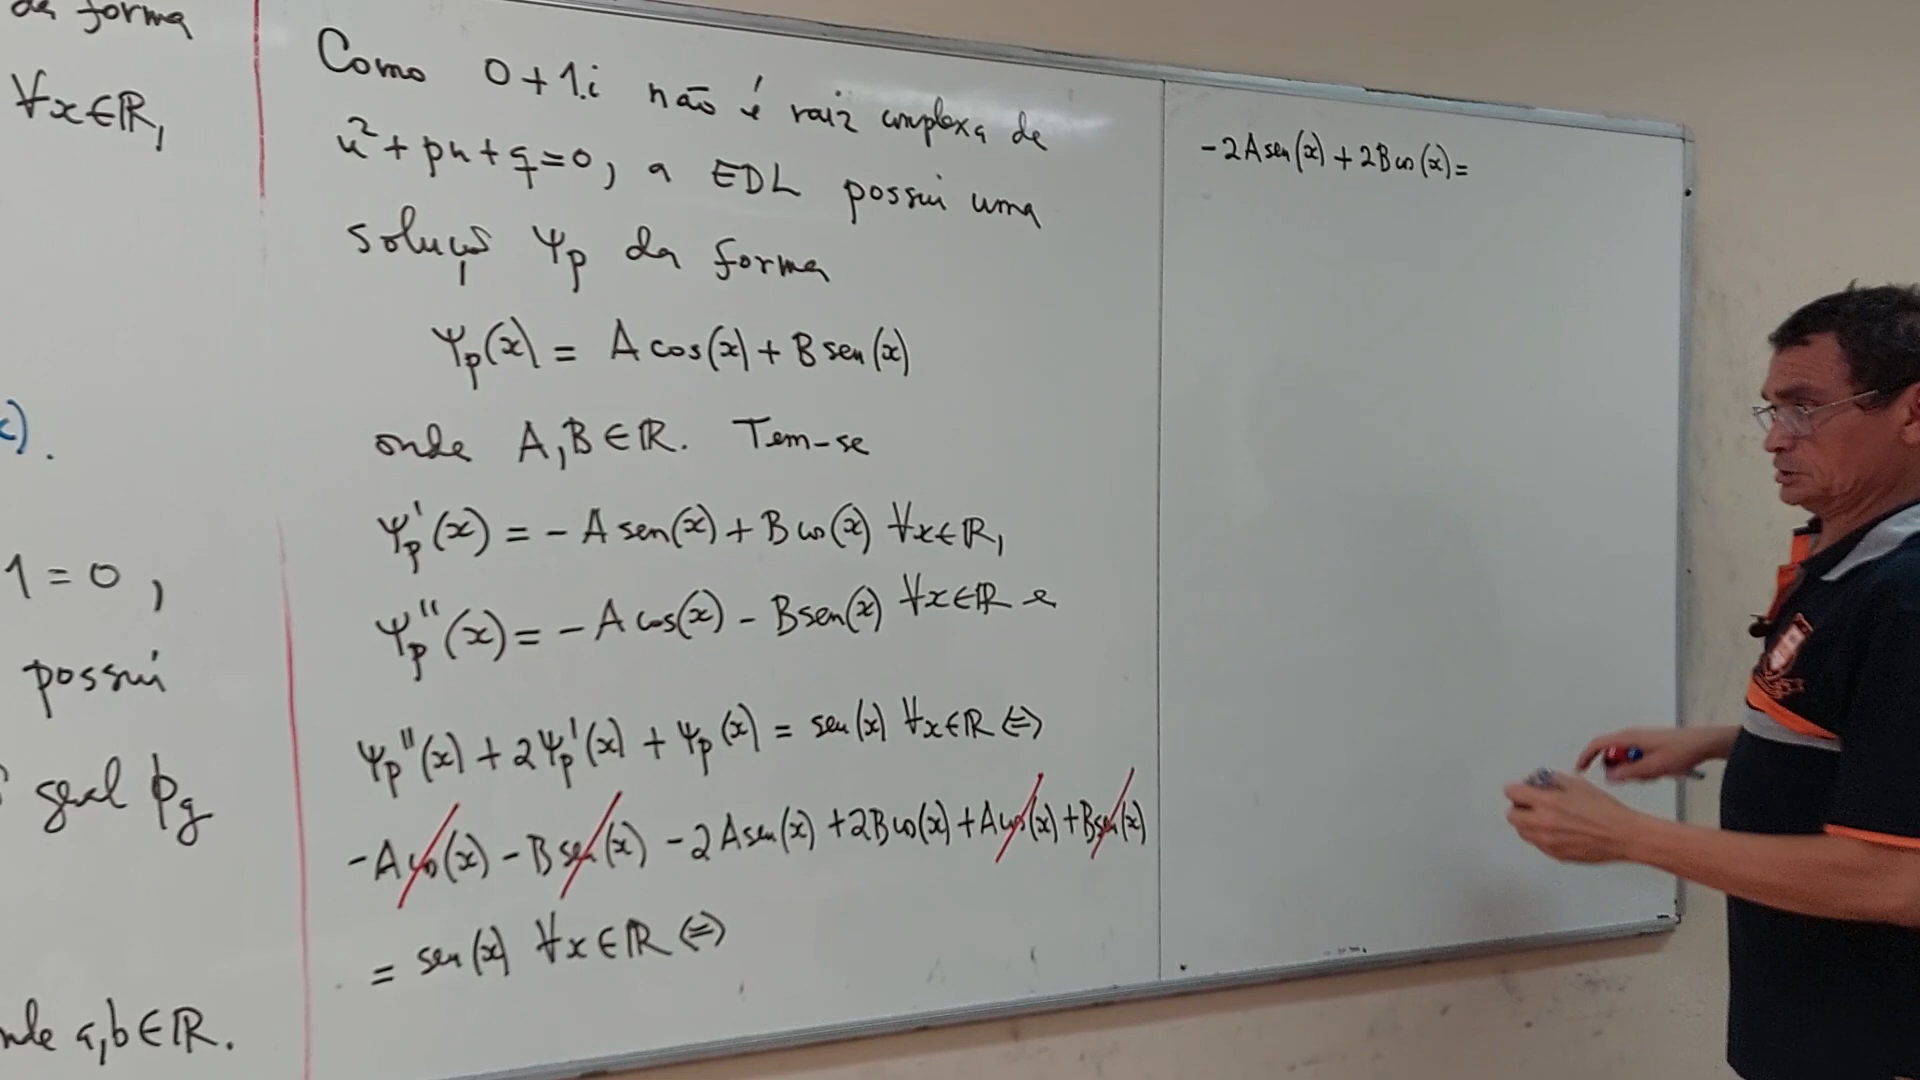 da forma
∀x∈ℝ,
).
1 = 0 ,
possui
geral φg
onde a,b ∈ ℝ.
Como 0+1.i não é raiz complexa de
u²+pu+q=0, a EDL possui uma
solução Ψp da forma
Ψp(x) = A cos(x) + B sen(x)
onde A,B ∈ ℝ. Tem-se
Ψp'(x) = - A sen(x) + B cos(x) ∀x∈ℝ,
Ψp''(x) = - A cos(x) - B sen(x) ∀x∈ℝ e
Ψp''(x) + 2Ψp'(x) + Ψp(x) = sen(x) ∀x∈ℝ ⇔
-A cos(x) - B sen(x) - 2A sen(x) + 2B cos(x) + A cos(x) + B sen(x)
= sen(x) ∀x∈ℝ ⇔
-2A sen(x) + 2B cos(x) =